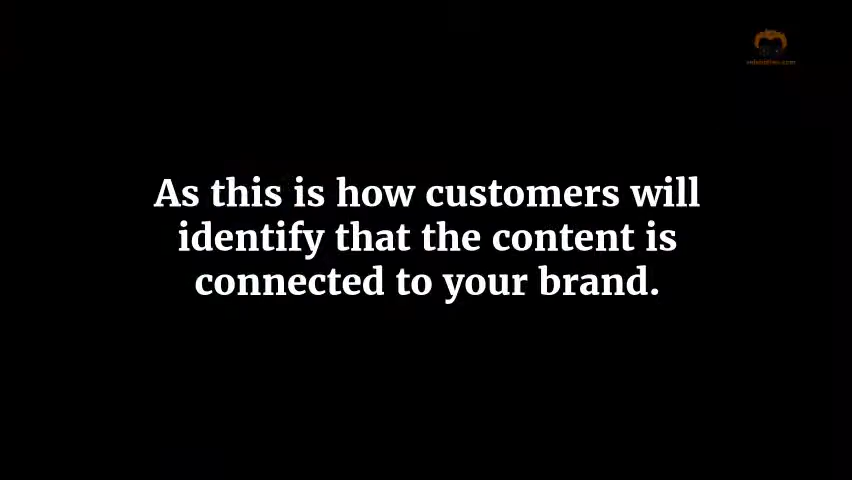 As this is how customers will
identify that the content is
connected to your brand.